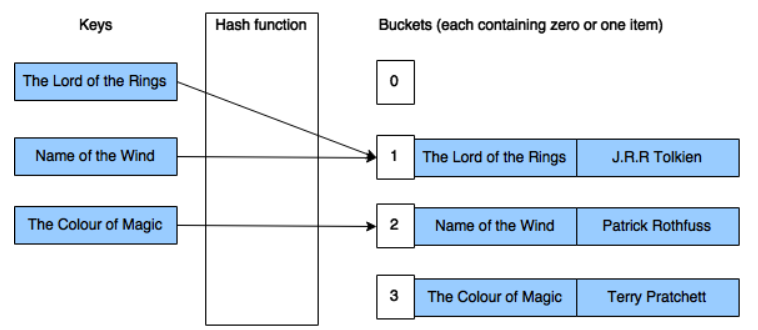 Keys
Hash function
Buckets (each containing zero or one item)
0
The Lord of the Rings
1 The Lord of the Rings J.R.R Tolkien
Name of the Wind
2 Name of the Wind Patrick Rothfuss
The Colour of Magic
3 The Colour of Magic Terry Pratchett